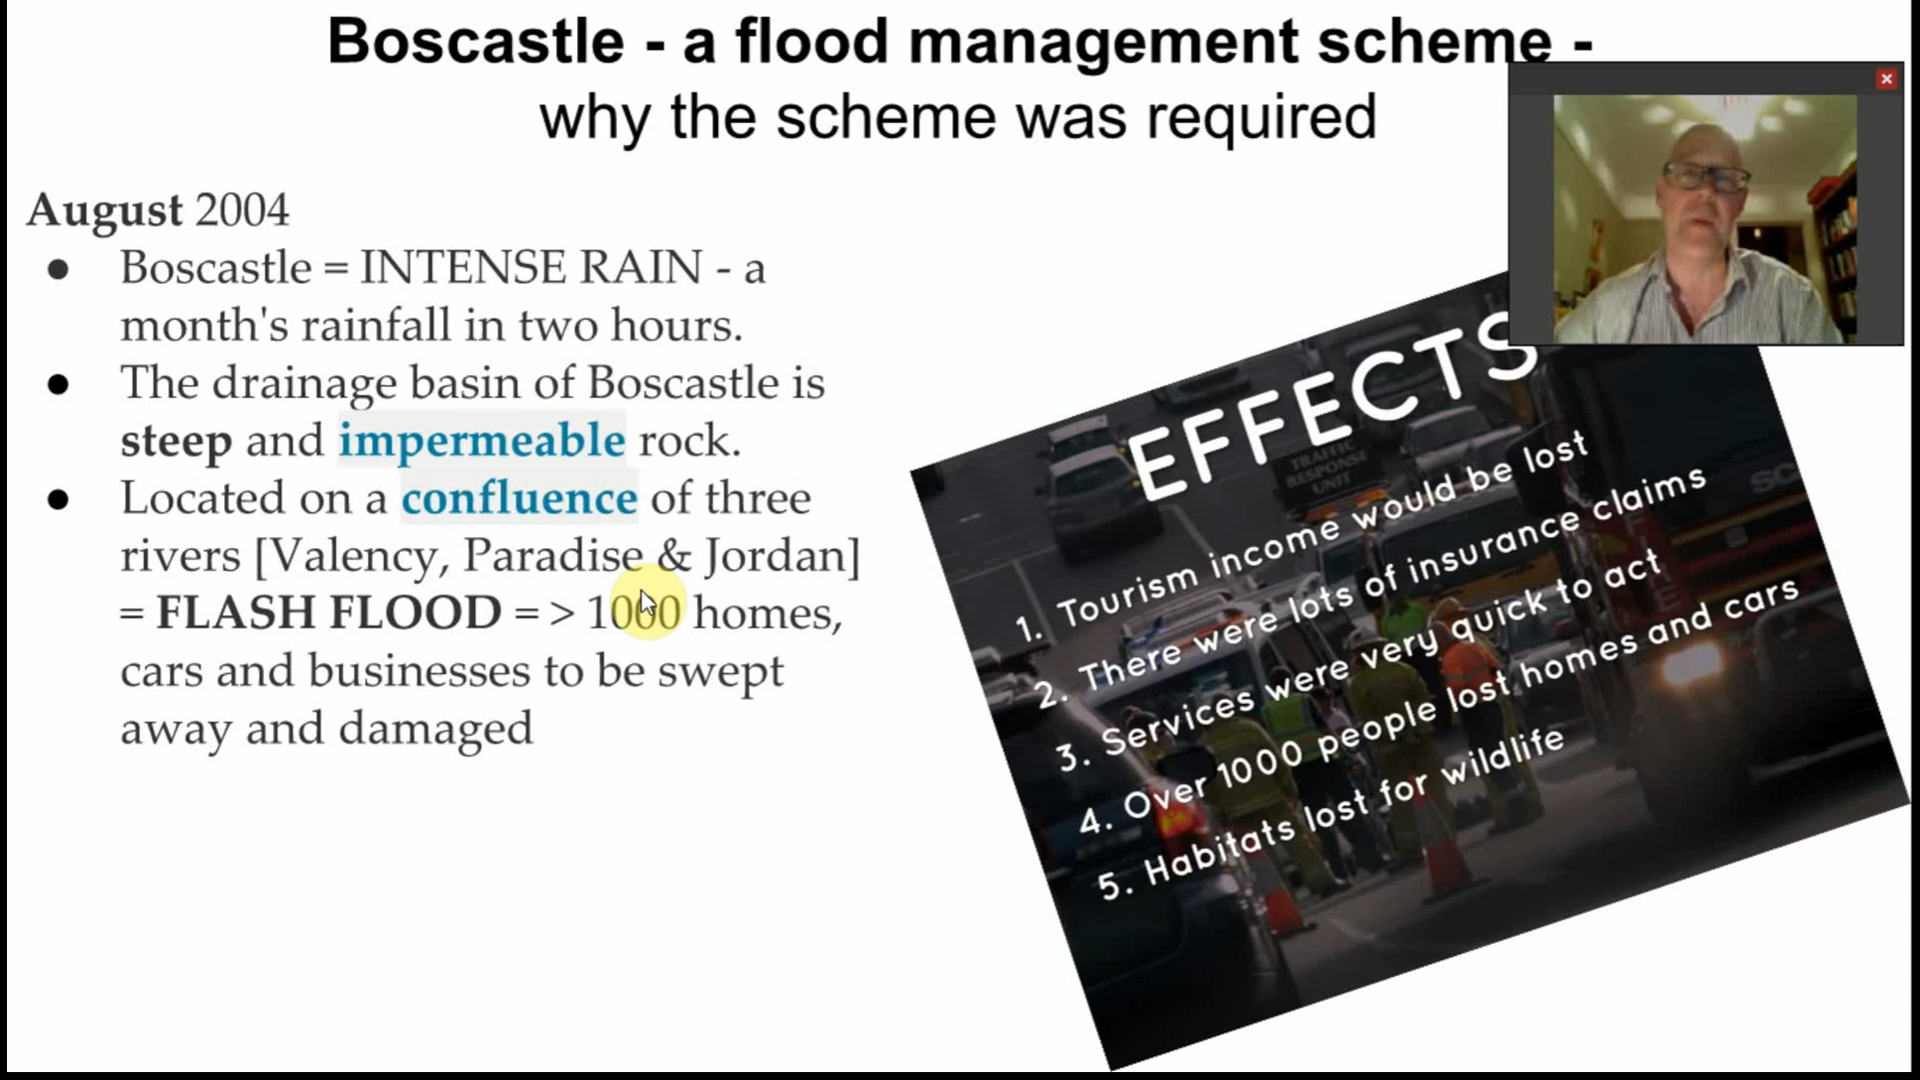 Boscastle - a flood management scheme -
why the scheme was required
August 2004
● Boscastle = INTENSE RAIN - a
month's rainfall in two hours.
● The drainage basin of Boscastle is
steep and impermeable rock.
● Located on a confluence of three
rivers [Valency, Paradise & Jordan]
= FLASH FLOOD = > 1000 homes,
cars and businesses to be swept
away and damaged
EFFECTS
1. Tourism income would be lost
2. There were lots of insurance claims
3. Services were very quick to act
4. Over 1000 people lost homes and cars
5. Habitats lost for wildlife
TRAFFIC
RESPONSE
UNIT